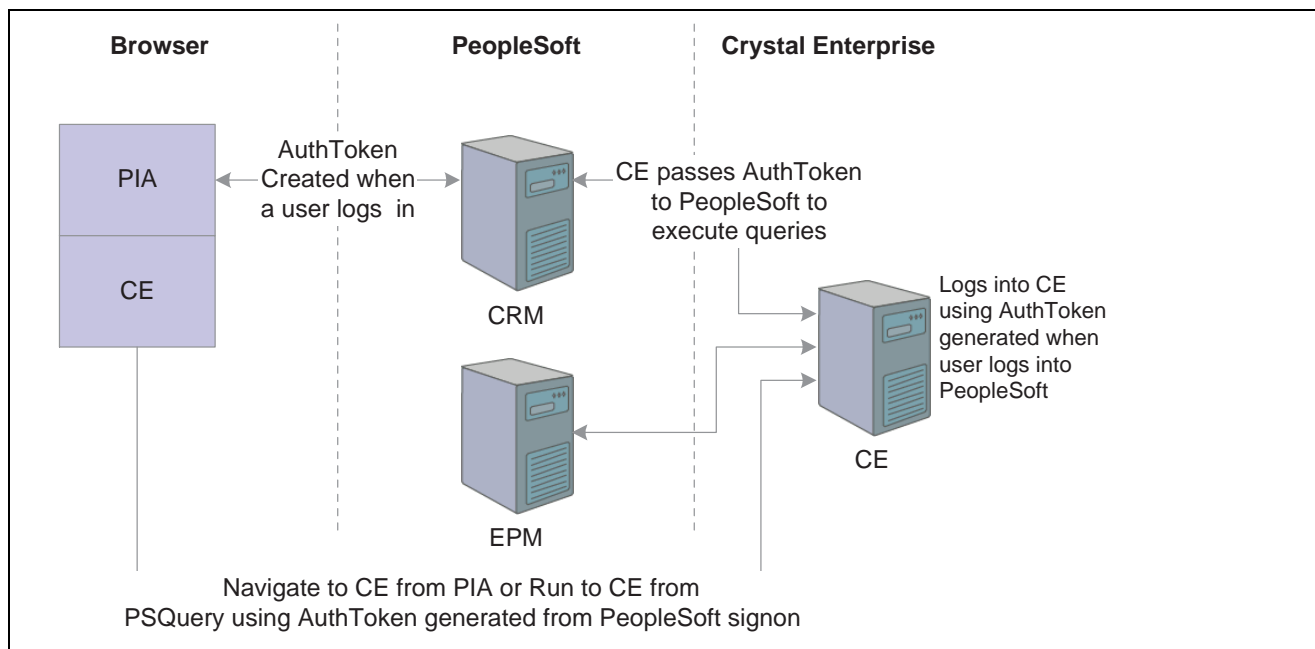 Browser
PeopleSoft
Crystal Enterprise
PIA
CE
AuthToken
Created when
a user logs in
CRM
CE passes AuthToken
to PeopleSoft to
execute queries
Logs into CE
using AuthToken
generated when
user logs into
PeopleSoft
CE
EPM
Navigate to CE from PIA or Run to CE from
PSQuery using AuthToken generated from PeopleSoft signon